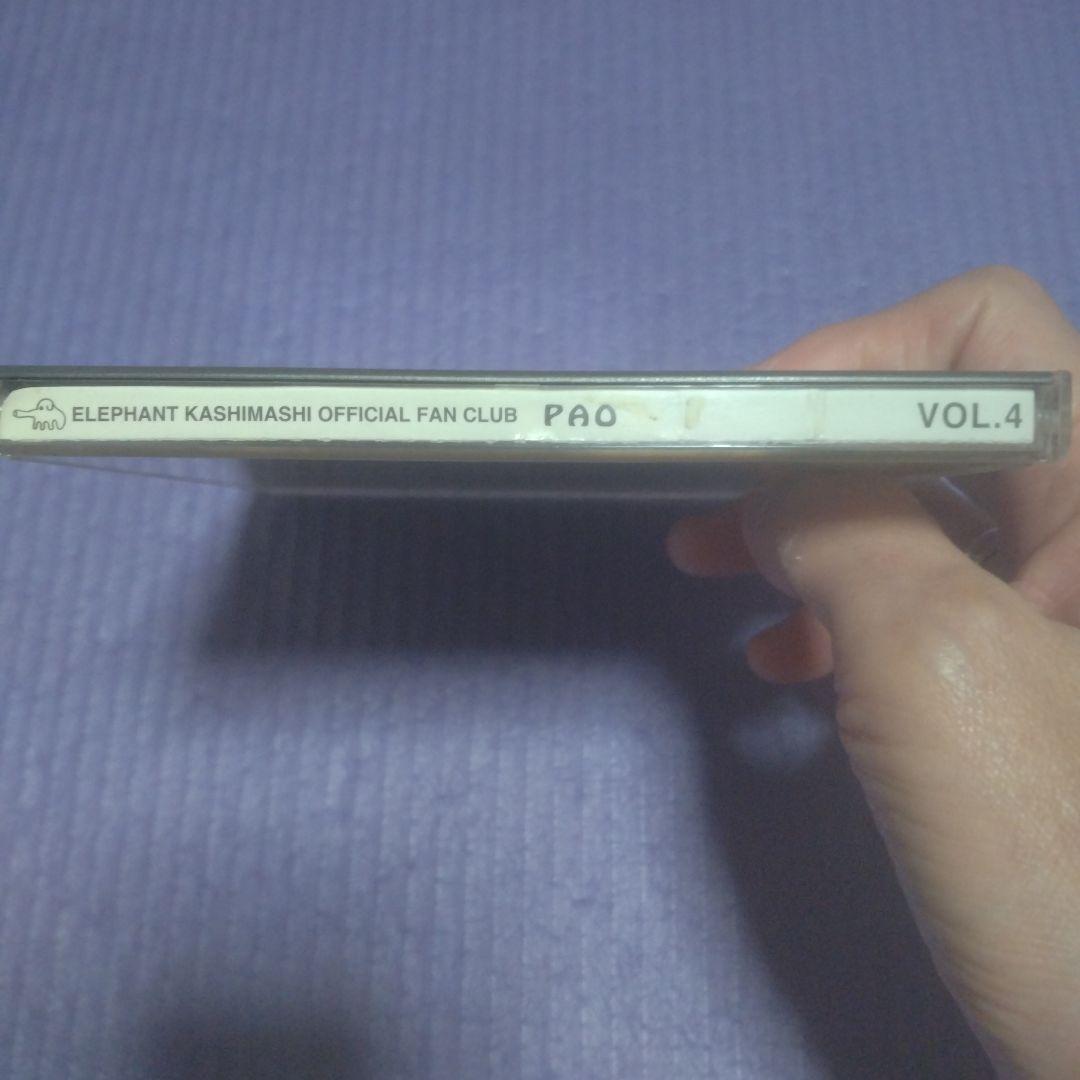 ELEPHANT KASHIMASHI OFFICIAL FAN CLUB PAO VOL.4